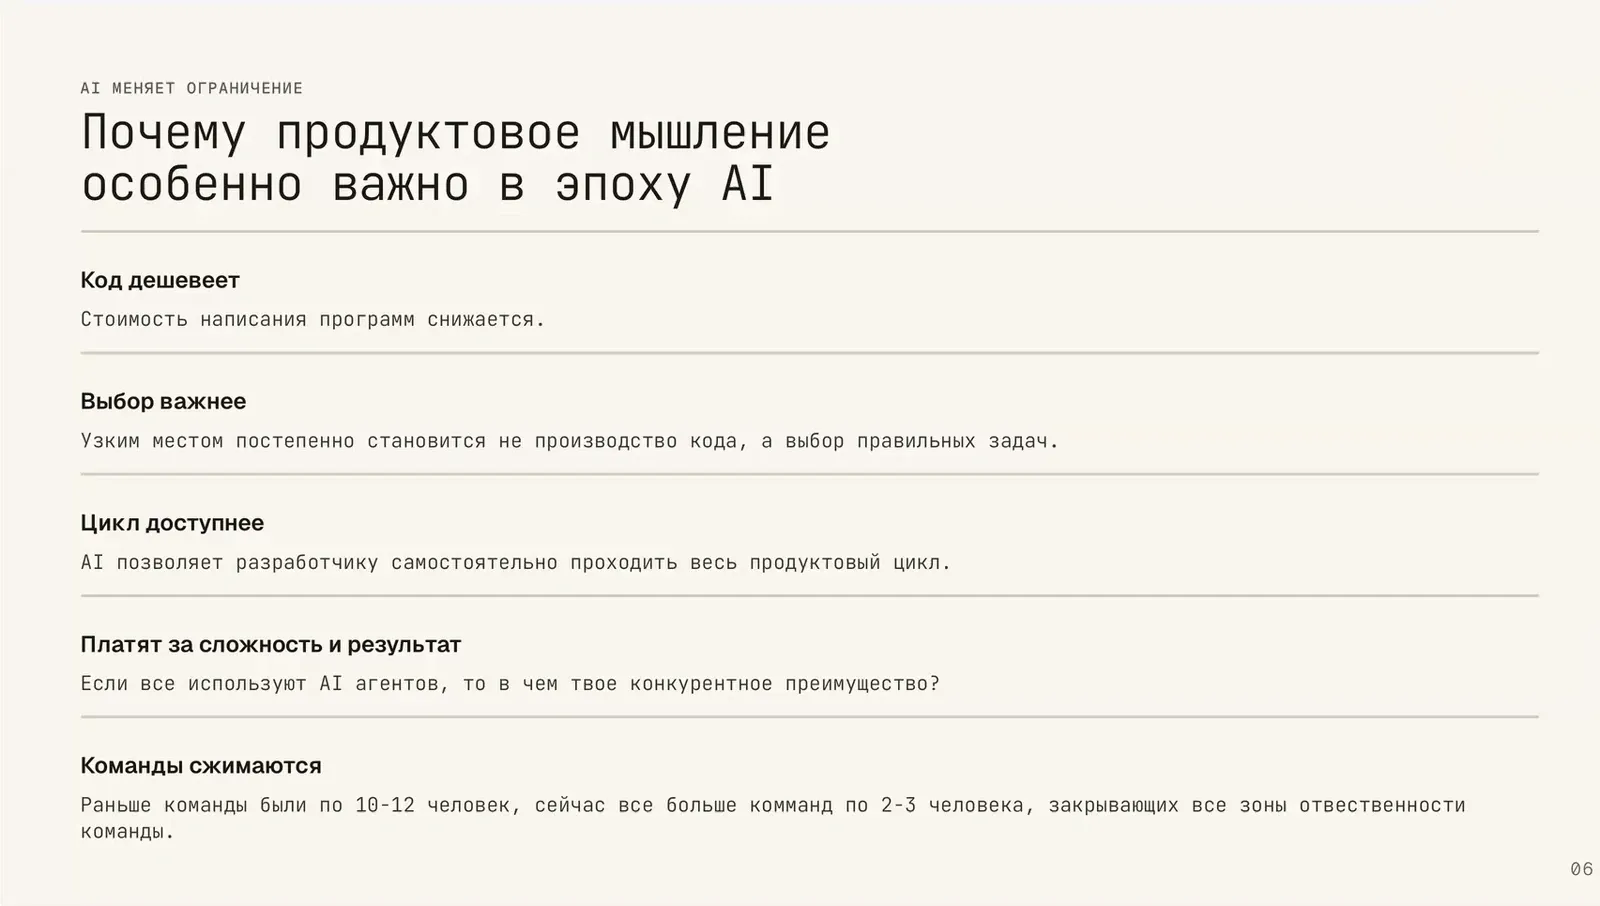 AI МЕНЯЕТ ОГРАНИЧЕНИЕ
Почему продуктовое мышление
особенно важно в эпоху AI
Код дешевеет
Стоимость написания программ снижается.
Выбор важнее
Узким местом постепенно становится не производство кода, а выбор правильных задач.
Цикл доступнее
AI позволяет разработчику самостоятельно проходить весь продуктовый цикл.
Платят за сложность и результат
Если все используют AI агентов, то в чем твое конкурентное преимущество?
Команды сжимаются
Раньше команды были по 10-12 человек, сейчас все больше комманд по 2-3 человека, закрывающих все зоны отвественности
команды.
06